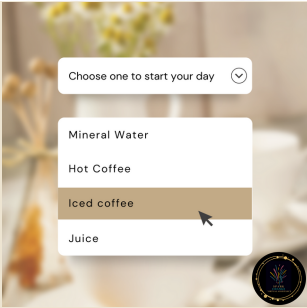 Choose one to start your day
Mineral Water
Hot Coffee
Iced coffee
Juice